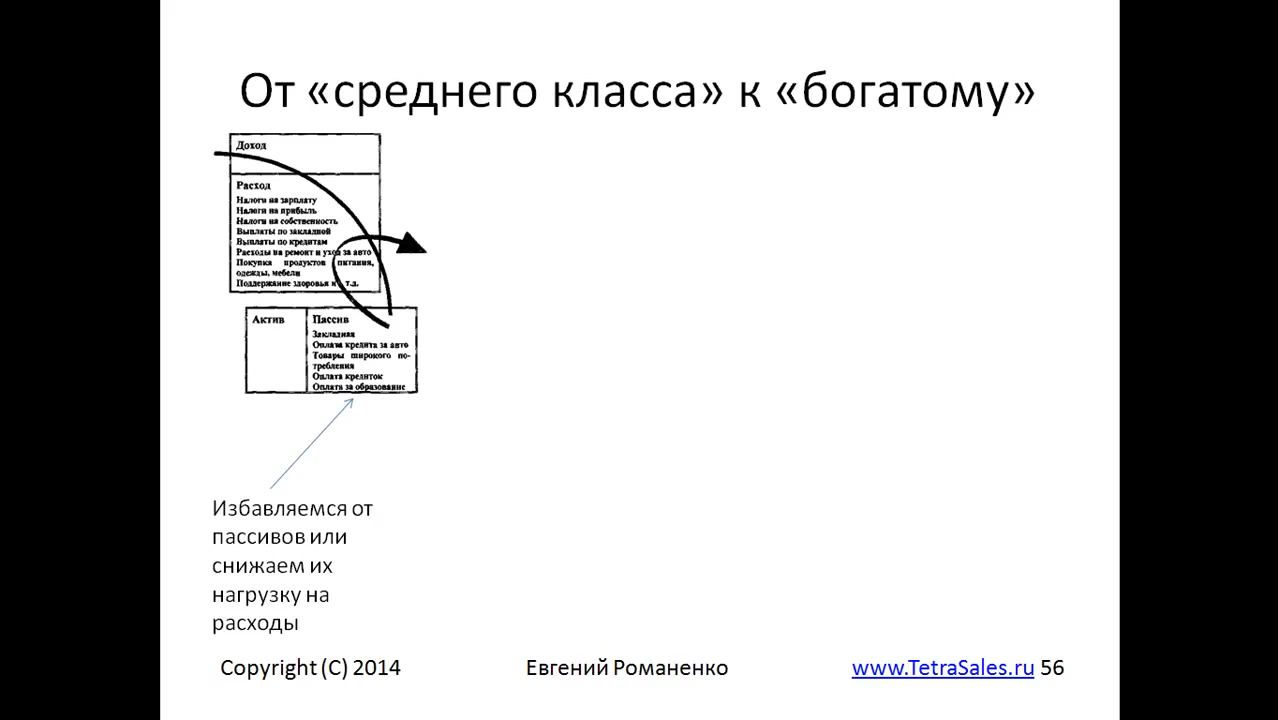 От «среднего класса» к «богатому»
Доход
Расход
Налоги на зарплату
Налоги на прибыль
Налоги на собственность
Выплаты по закладной
Выплаты по кредитам
Расходы на ремонт и уход за авто
Покупка продуктов питания,
одежды, мебели
Поддержание здоровья и т.д.
Актив
Пассив
Закладная
Оплата кредита за авто
Товары широкого по-
требления
Оплата кредиток
Оплата за образование
Избавляемся от
пассивов или
снижаем их
нагрузку на
расходы
Copyright (C) 2014 Евгений Романенко www.TetraSales.ru 56